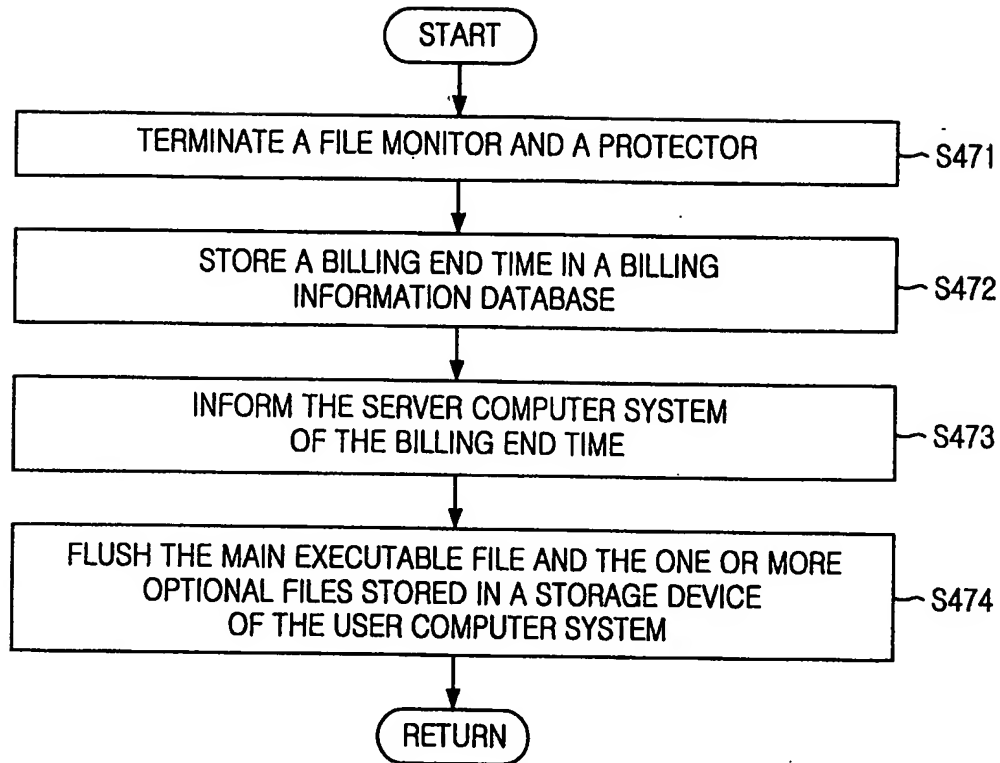 START
TERMINATE A FILE MONITOR AND A PROTECTOR
S471
STORE A BILLING END TIME IN A BILLING
INFORMATION DATABASE
S472
INFORM THE SERVER COMPUTER SYSTEM
OF THE BILLING END TIME
S473
FLUSH THE MAIN EXECUTABLE FILE AND THE ONE OR MORE
OPTIONAL FILES STORED IN A STORAGE DEVICE
OF THE USER COMPUTER SYSTEM
S474
RETURN